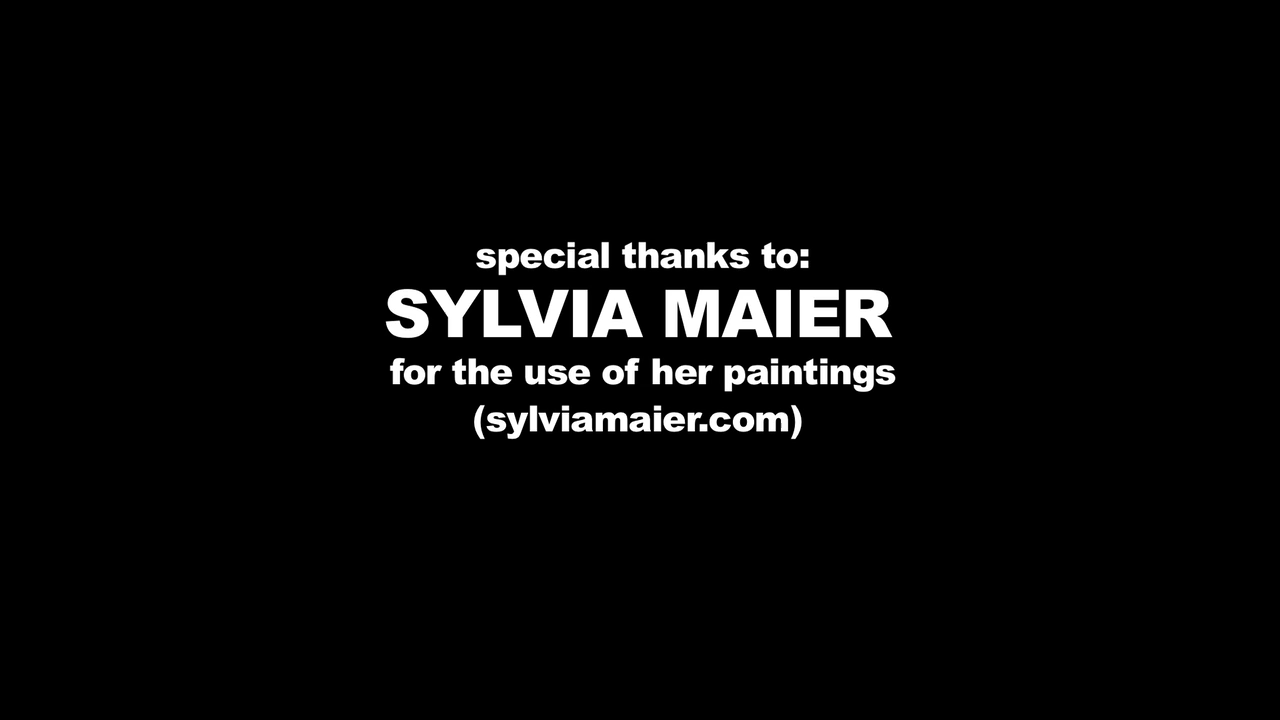 special thanks to:
SYLVIA MAIER
for the use of her paintings
(sylviamaier.com)